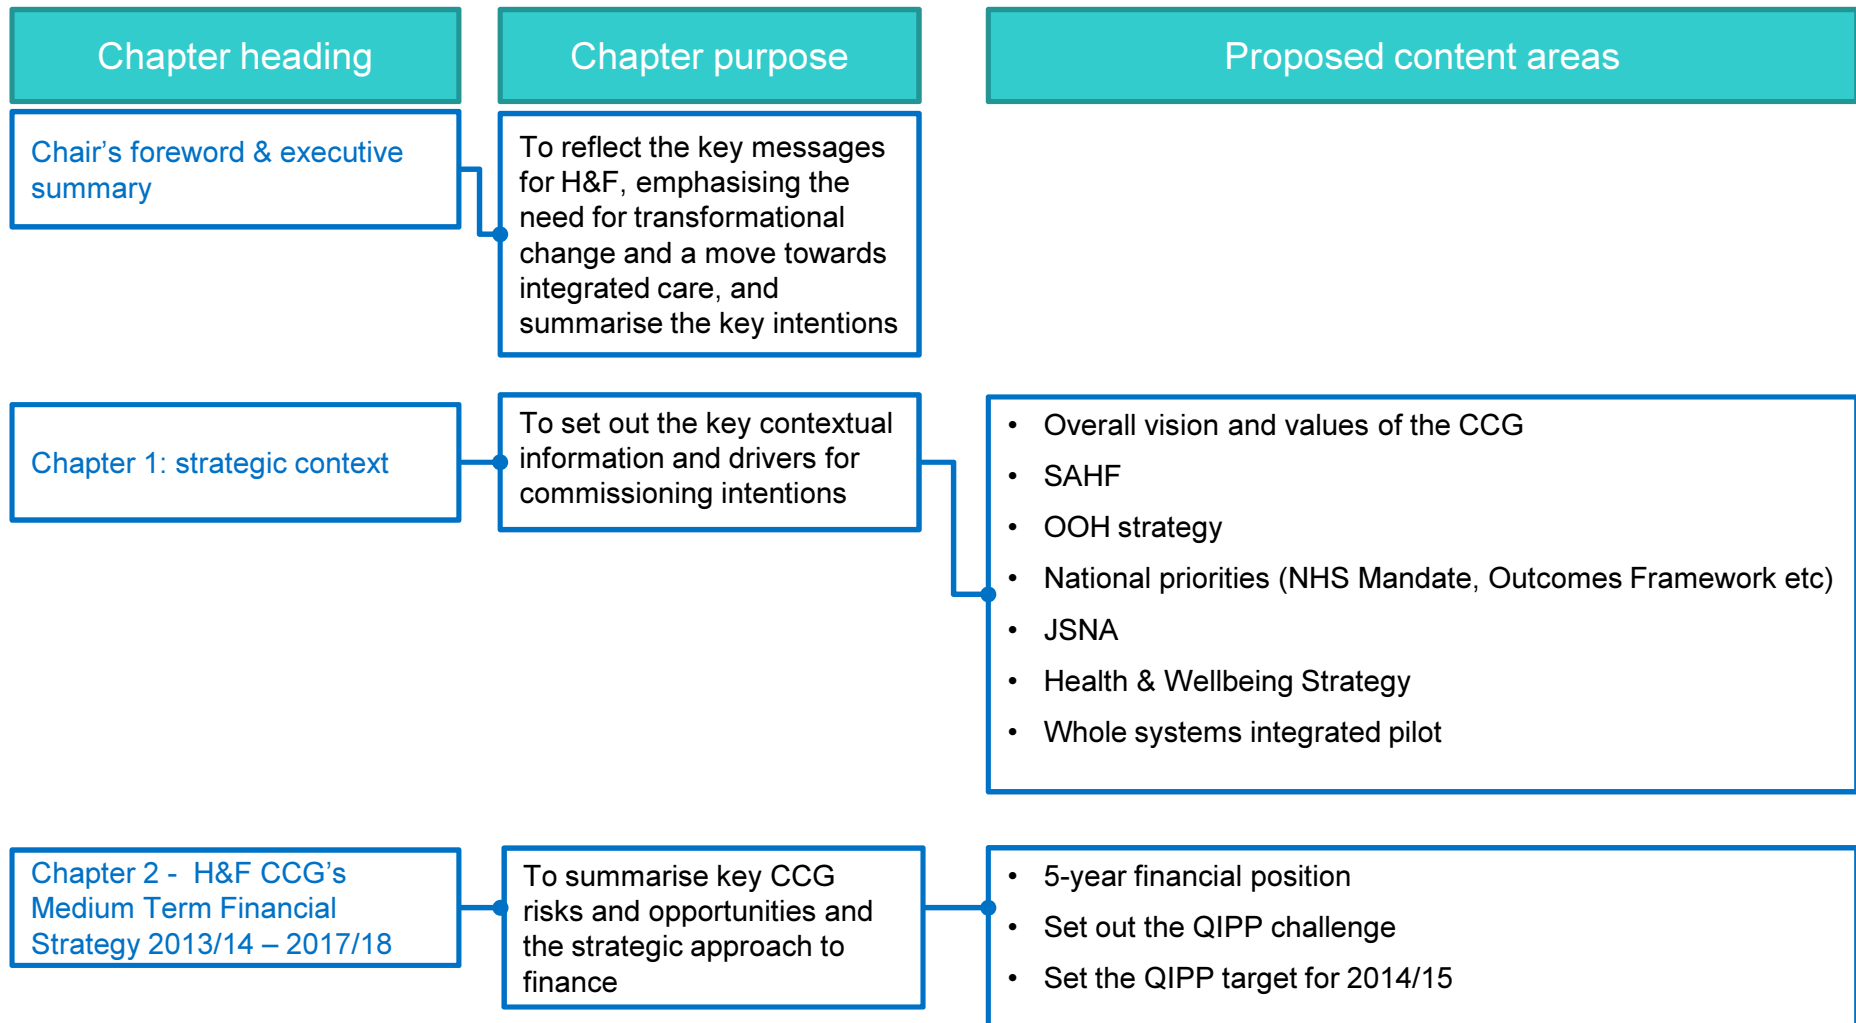 Chapter heading
Chapter purpose
Proposed content areas
Chair’s foreword & executive
summary
To reflect the key messages
for H&F, emphasising the
need for transformational
change and a move towards
integrated care, and
summarise the key intentions
Chapter 1: strategic context
To set out the key contextual
information and drivers for
commissioning intentions
• Overall vision and values of the CCG
• SAHF
• OOH strategy
• National priorities (NHS Mandate, Outcomes Framework etc)
• JSNA
• Health & Wellbeing Strategy
• Whole systems integrated pilot
Chapter 2 - H&F CCG’s
Medium Term Financial
Strategy 2013/14 – 2017/18
To summarise key CCG
risks and opportunities and
the strategic approach to
finance
• 5-year financial position
• Set out the QIPP challenge
• Set the QIPP target for 2014/15